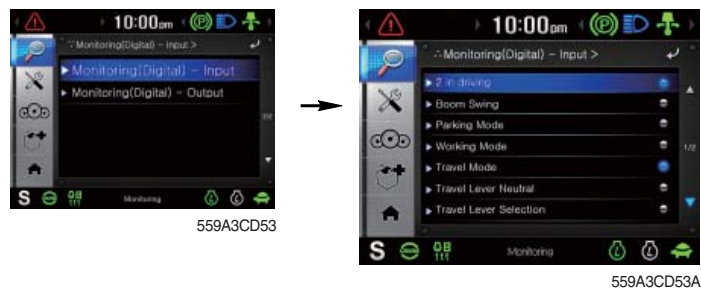 10:00am
(P)
∴Monitoring(Digital) – Input >
▶ Monitoring(Digital) – Input
▶ Monitoring(Digital) – Output
S
Monitoring
559A3CD53
10:00pm
(P)
∴Monitoring(Digital) – Input >
▶ 2 in driving
▶ Boom Swing
▶ Parking Mode
▶ Working Mode
▶ Travel Mode
▶ Travel Lever Neutral
▶ Travel Lever Selection
1/2
S
Monitoring
559A3CD53A